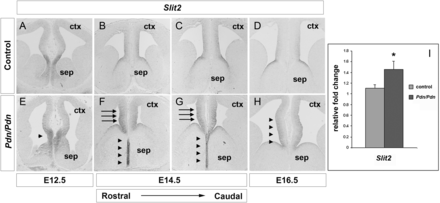 Slit2
A ctx sep
B ctx sep
C ctx sep
D ctx sep
Control
E ctx sep
F ctx sep
G ctx sep
H ctx sep
Pdn/Pdn
E12.5 E14.5 E16.5
Rostral Caudal
I
relative fold change
1.8
1.6
1.4
1.2
1
0.8
0.6
0.4
0.2
0
*
control
Pdn/Pdn
Slit2